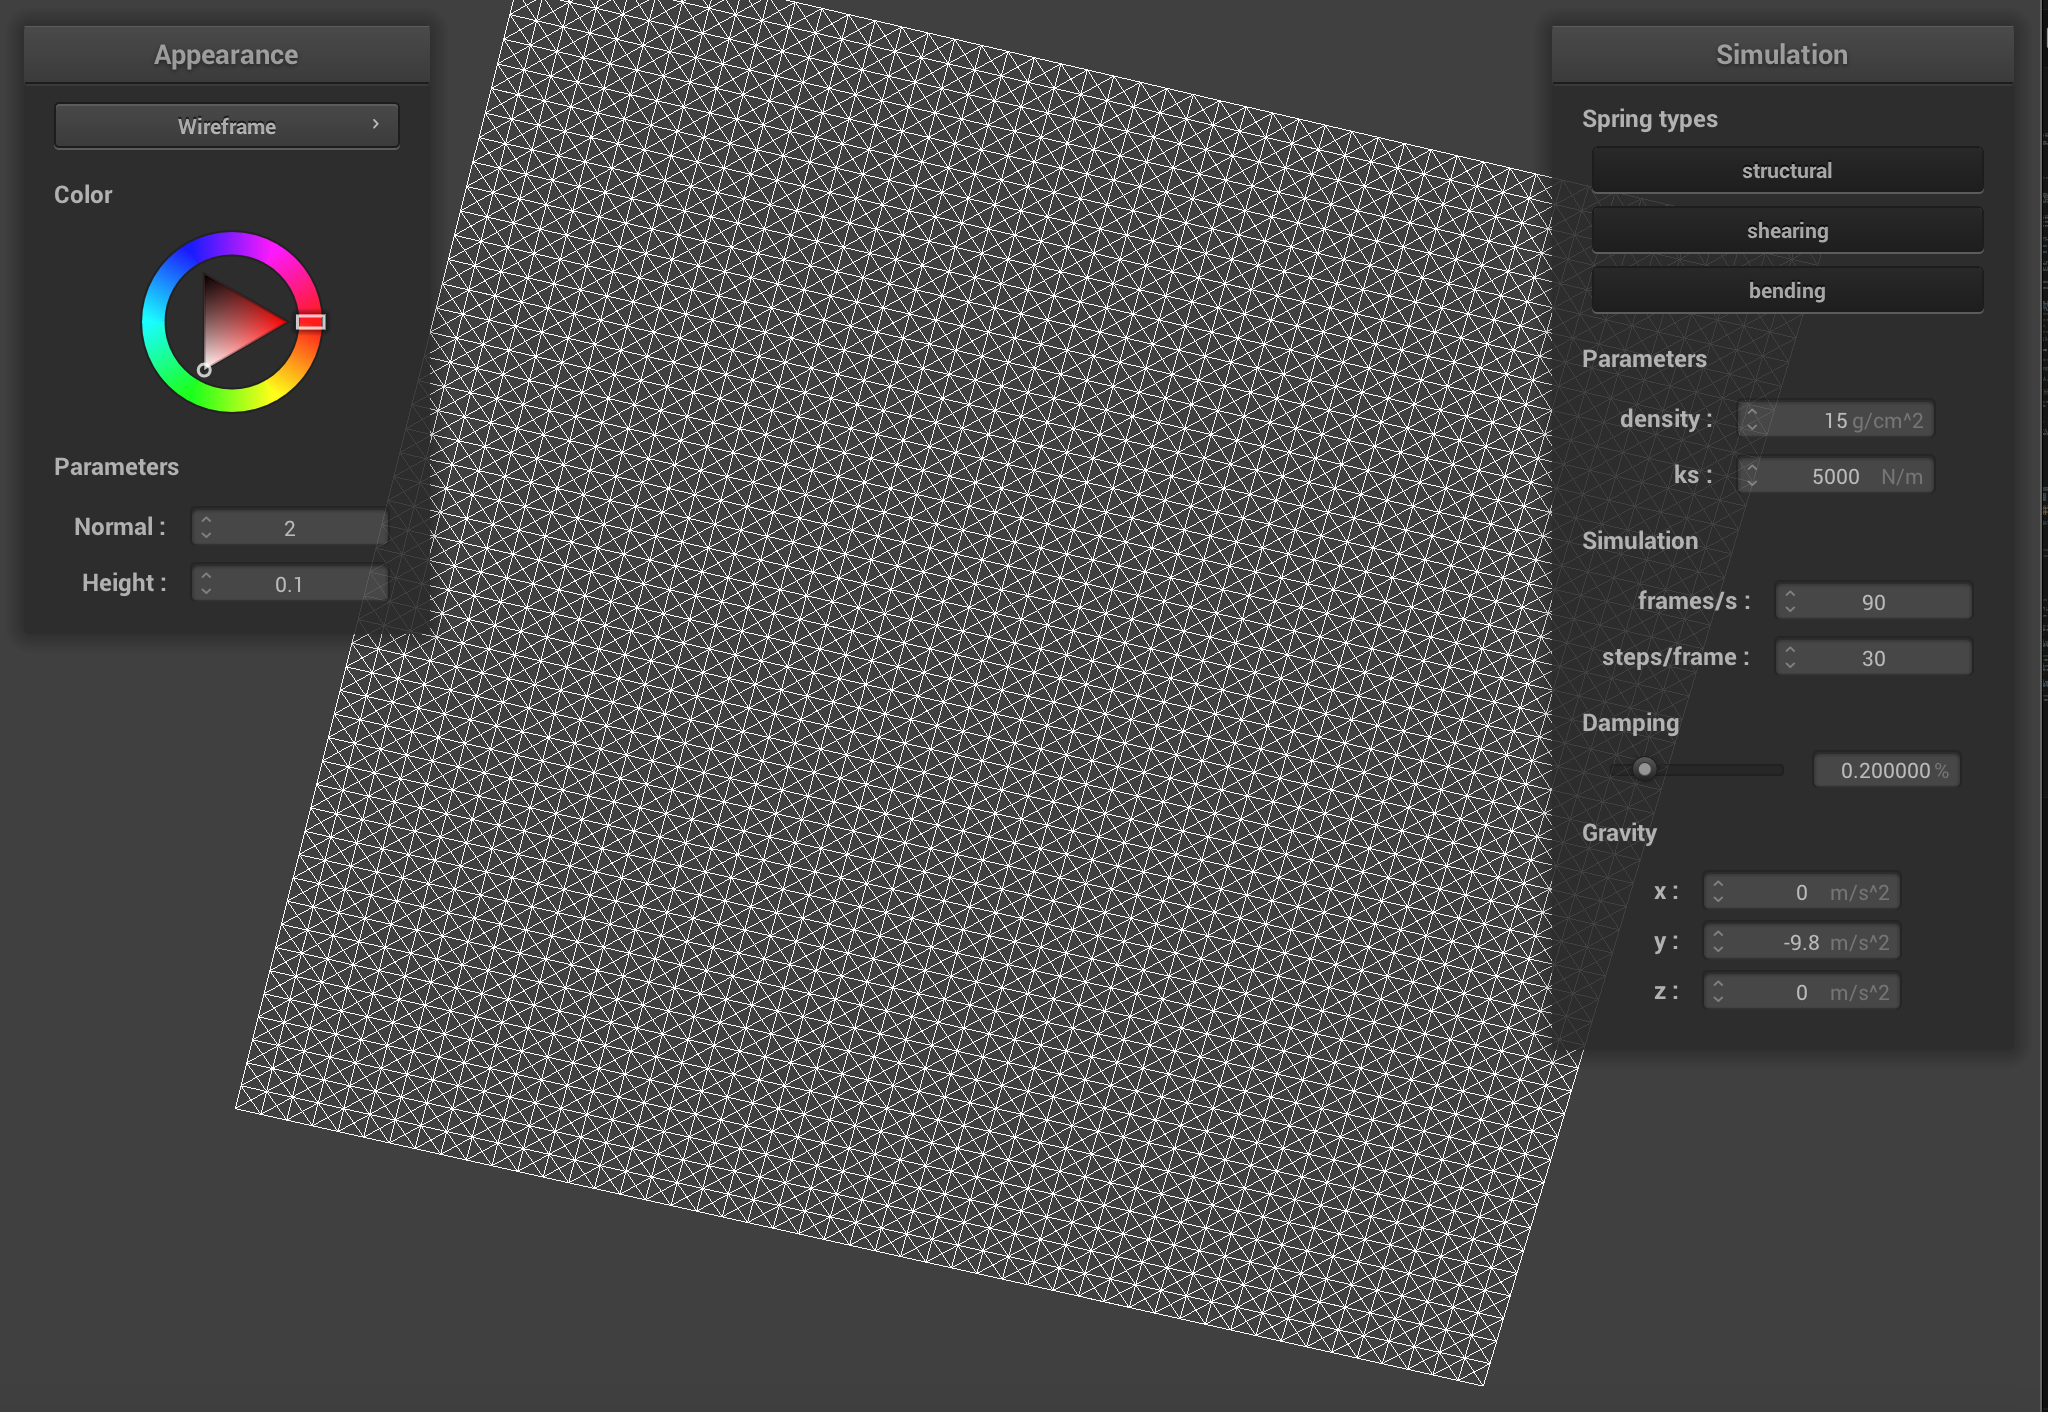 Appearance
Wireframe
Color
Parameters
Normal : 2
Height : 0.1
Simulation
Spring types
structural
shearing
bending
Parameters
density : 15 g/cm^2
ks : 5000 N/m
Simulation
frames/s : 90
steps/frame : 30
Damping
0.200000 %
Gravity
x : 0 m/s^2
y : -9.8 m/s^2
z : 0 m/s^2